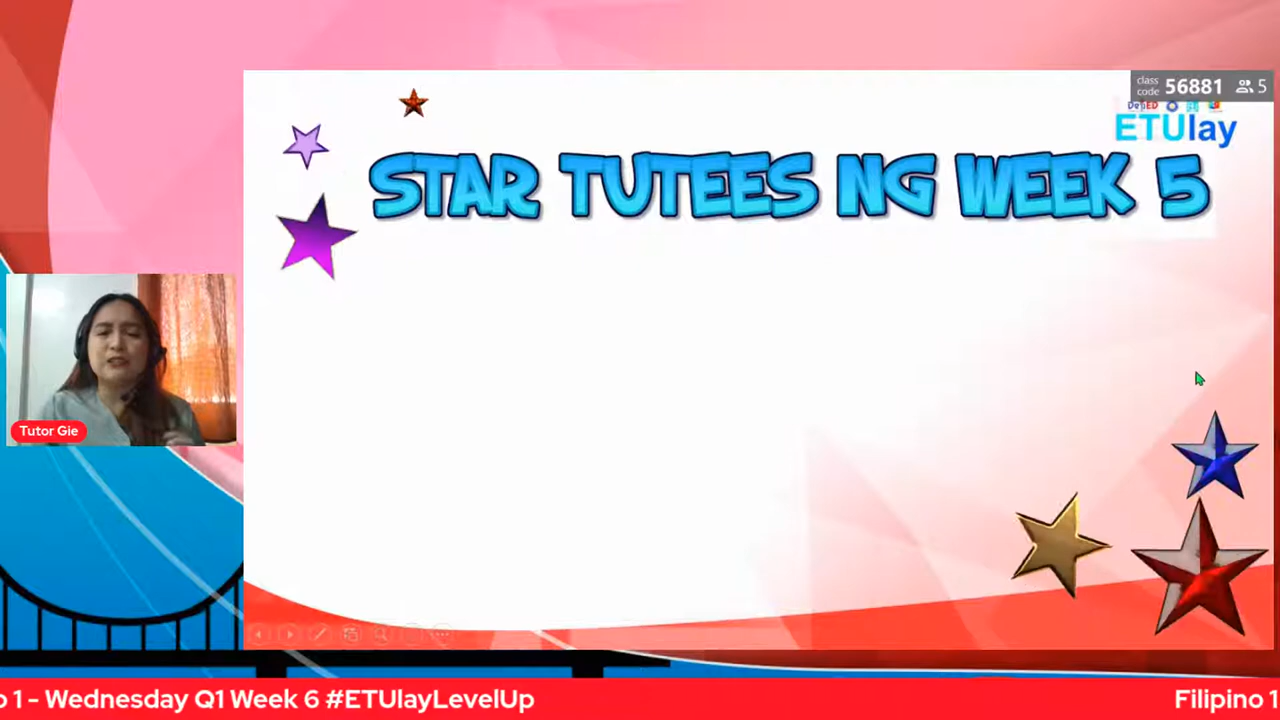 class code 56881 5
DepED
ETUlay
STAR TUTEES NG WEEK 5
Tutor Gie
o 1 - Wednesday Q1 Week 6 #ETUlayLevelUp
Filipino 1